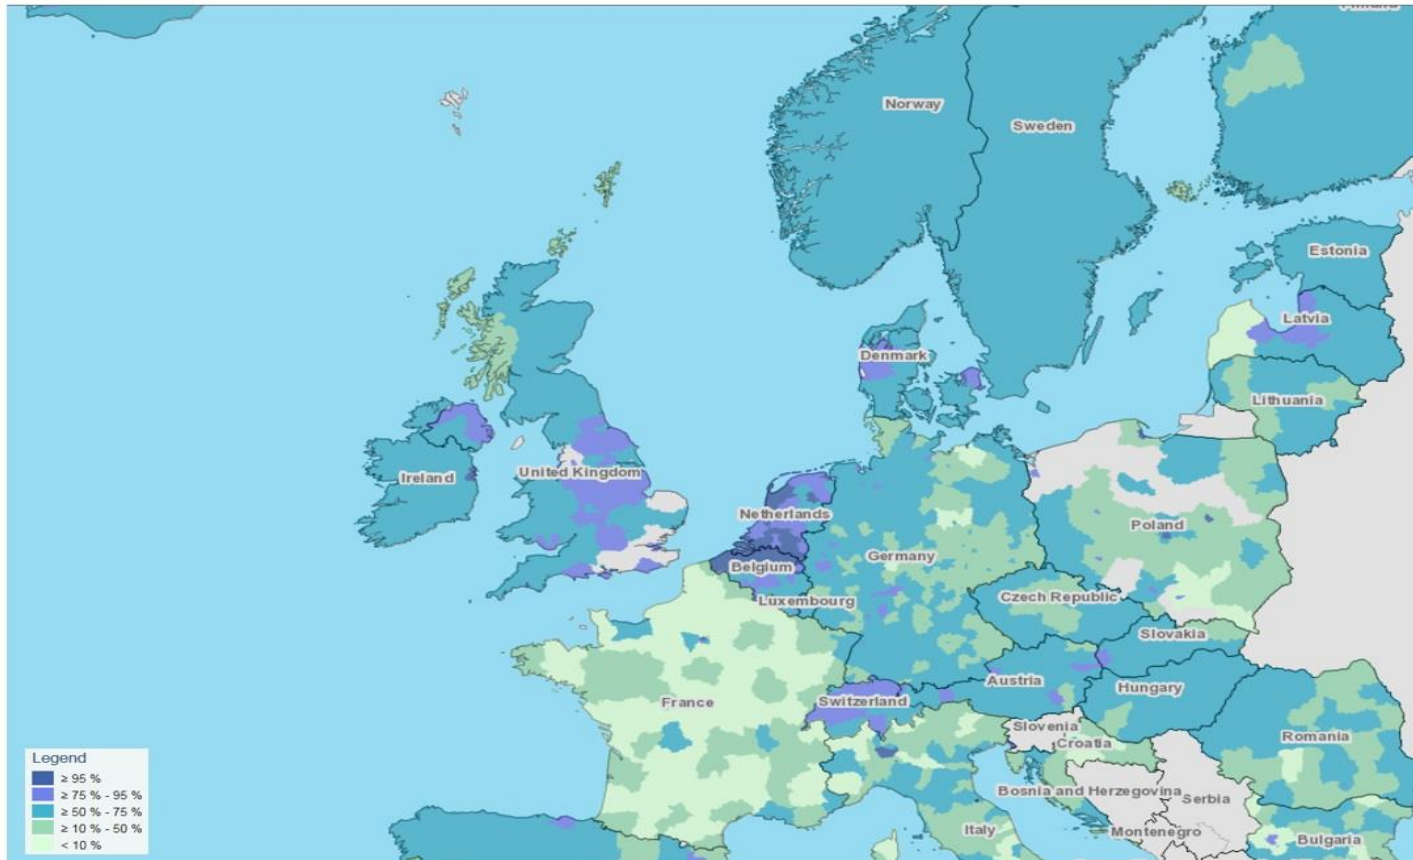 Finland
Norway
Sweden
Estonia
Latvia
Denmark
Lithuania
Ireland
United Kingdom
Netherlands
Poland
Germany
Belgium
Czech Republic
Luxembourg
Slovakia
Austria
Hungary
Switzerland
France
Slovenia
Croatia
Romania
Bosnia and Herzegovina
Serbia
Italy
Montenegro
Bulgaria
Legend
≥ 95 %
≥ 75 % - 95 %
≥ 50 % - 75 %
≥ 10 % - 50 %
< 10 %